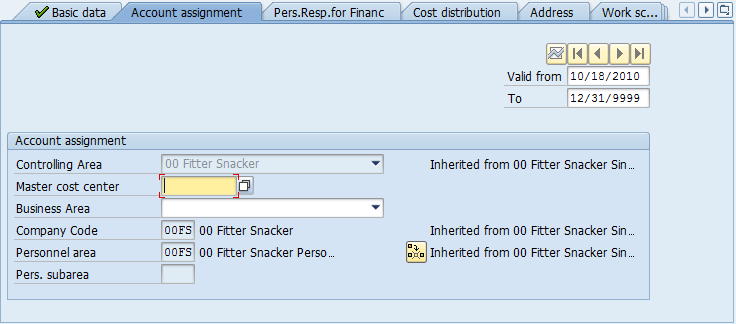 Basic data Account assignment Pers.Resp.for Financ Cost distribution Address Work sc...
Valid from 10/18/2010
To 12/31/9999
Account assignment
Controlling Area 00 Fitter Snacker Inherited from 00 Fitter Snacker Sin...
Master cost center
Business Area
Company Code 00FS 00 Fitter Snacker Inherited from 00 Fitter Snacker Sin...
Personnel area 00FS 00 Fitter Snacker Perso... Inherited from 00 Fitter Snacker Sin...
Pers. subarea